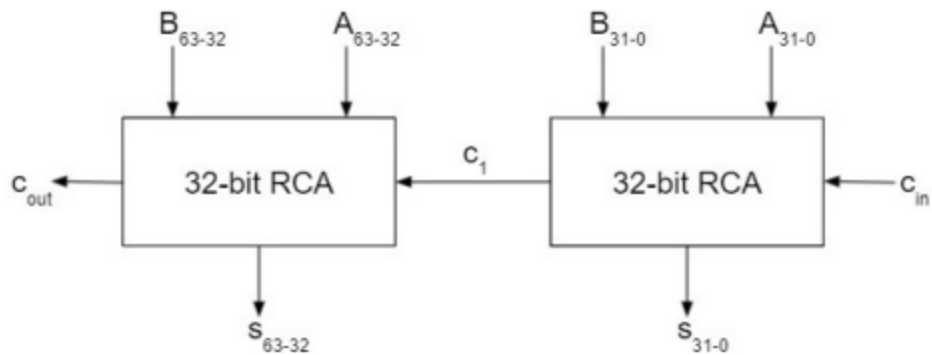 B63-32 A63-32 B31-0 A31-0
cout 32-bit RCA c1 32-bit RCA cin
s63-32 s31-0